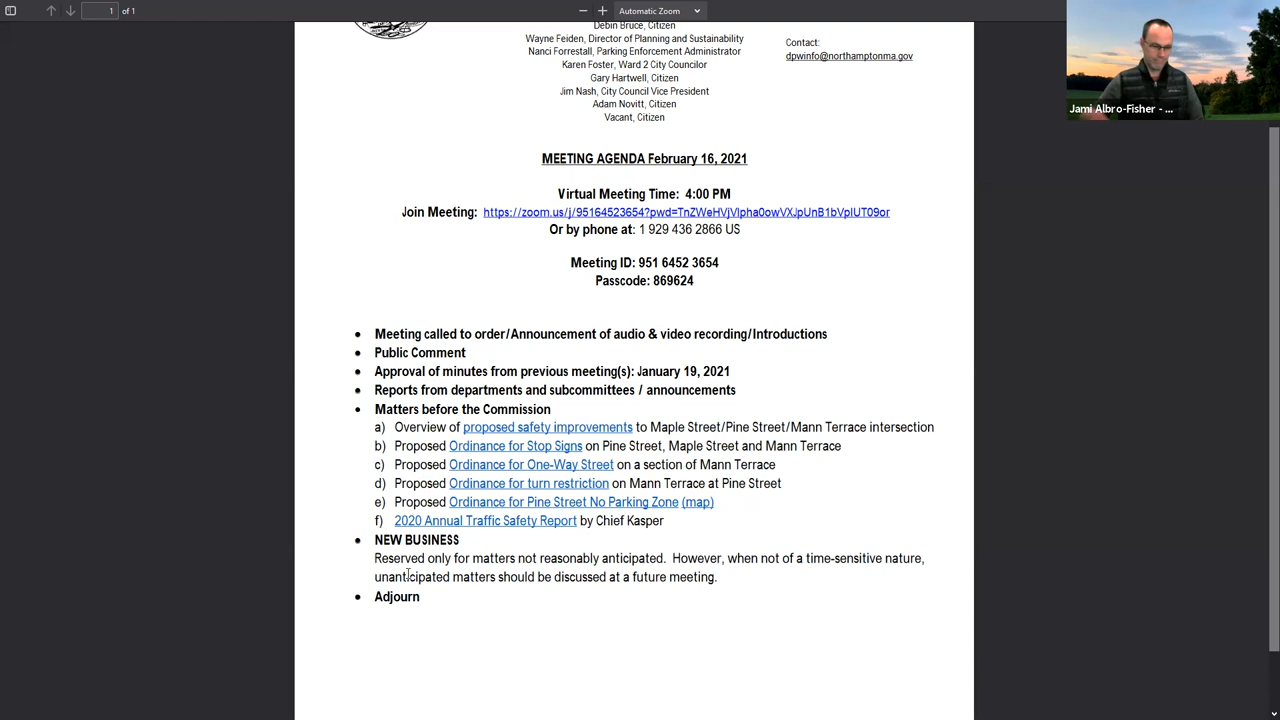 1 of 1
Automatic Zoom
Debin Bruce, Citizen
Wayne Feiden, Director of Planning and Sustainability
Nanci Forrestall, Parking Enforcement Administrator
Karen Foster, Ward 2 City Councilor
Gary Hartwell, Citizen
Jim Nash, City Council Vice President
Adam Novitt, Citizen
Vacant, Citizen
Contact:
dpwinfo@northamptonma.gov
Jami Albro-Fisher - ...
MEETING AGENDA February 16, 2021
Virtual Meeting Time: 4:00 PM
Join Meeting: https://zoom.us/j/95164523654?pwd=TnZWeHVjVlpha0owVXJpUnB1bVpIUT09or
Or by phone at: 1 929 436 2866 US
Meeting ID: 951 6452 3654
Passcode: 869624
• Meeting called to order/Announcement of audio & video recording/Introductions
• Public Comment
• Approval of minutes from previous meeting(s): January 19, 2021
• Reports from departments and subcommittees / announcements
• Matters before the Commission
a) Overview of proposed safety improvements to Maple Street/Pine Street/Mann Terrace intersection
b) Proposed Ordinance for Stop Signs on Pine Street, Maple Street and Mann Terrace
c) Proposed Ordinance for One-Way Street on a section of Mann Terrace
d) Proposed Ordinance for turn restriction on Mann Terrace at Pine Street
e) Proposed Ordinance for Pine Street No Parking Zone (map)
f) 2020 Annual Traffic Safety Report by Chief Kasper
• NEW BUSINESS
Reserved only for matters not reasonably anticipated. However, when not of a time-sensitive nature,
unanticipated matters should be discussed at a future meeting.
• Adjourn